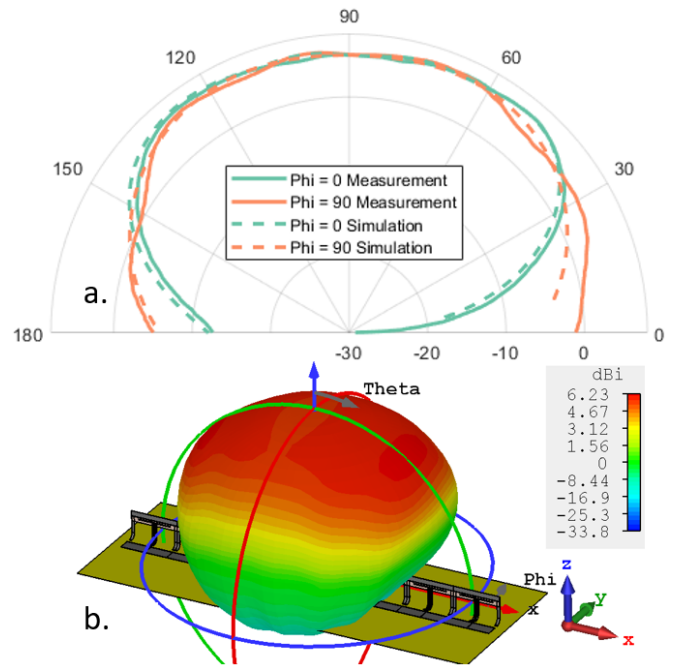 90
120
60
150
30
Phi = 0 Measurement
Phi = 90 Measurement
Phi = 0 Simulation
Phi = 90 Simulation
a.
180
-30
-20
-10
0
0
dBi
Theta
6.23
4.67
3.12
1.56
0
-8.44
-16.9
-25.3
-33.8
Phi
x
z
y
x
b.